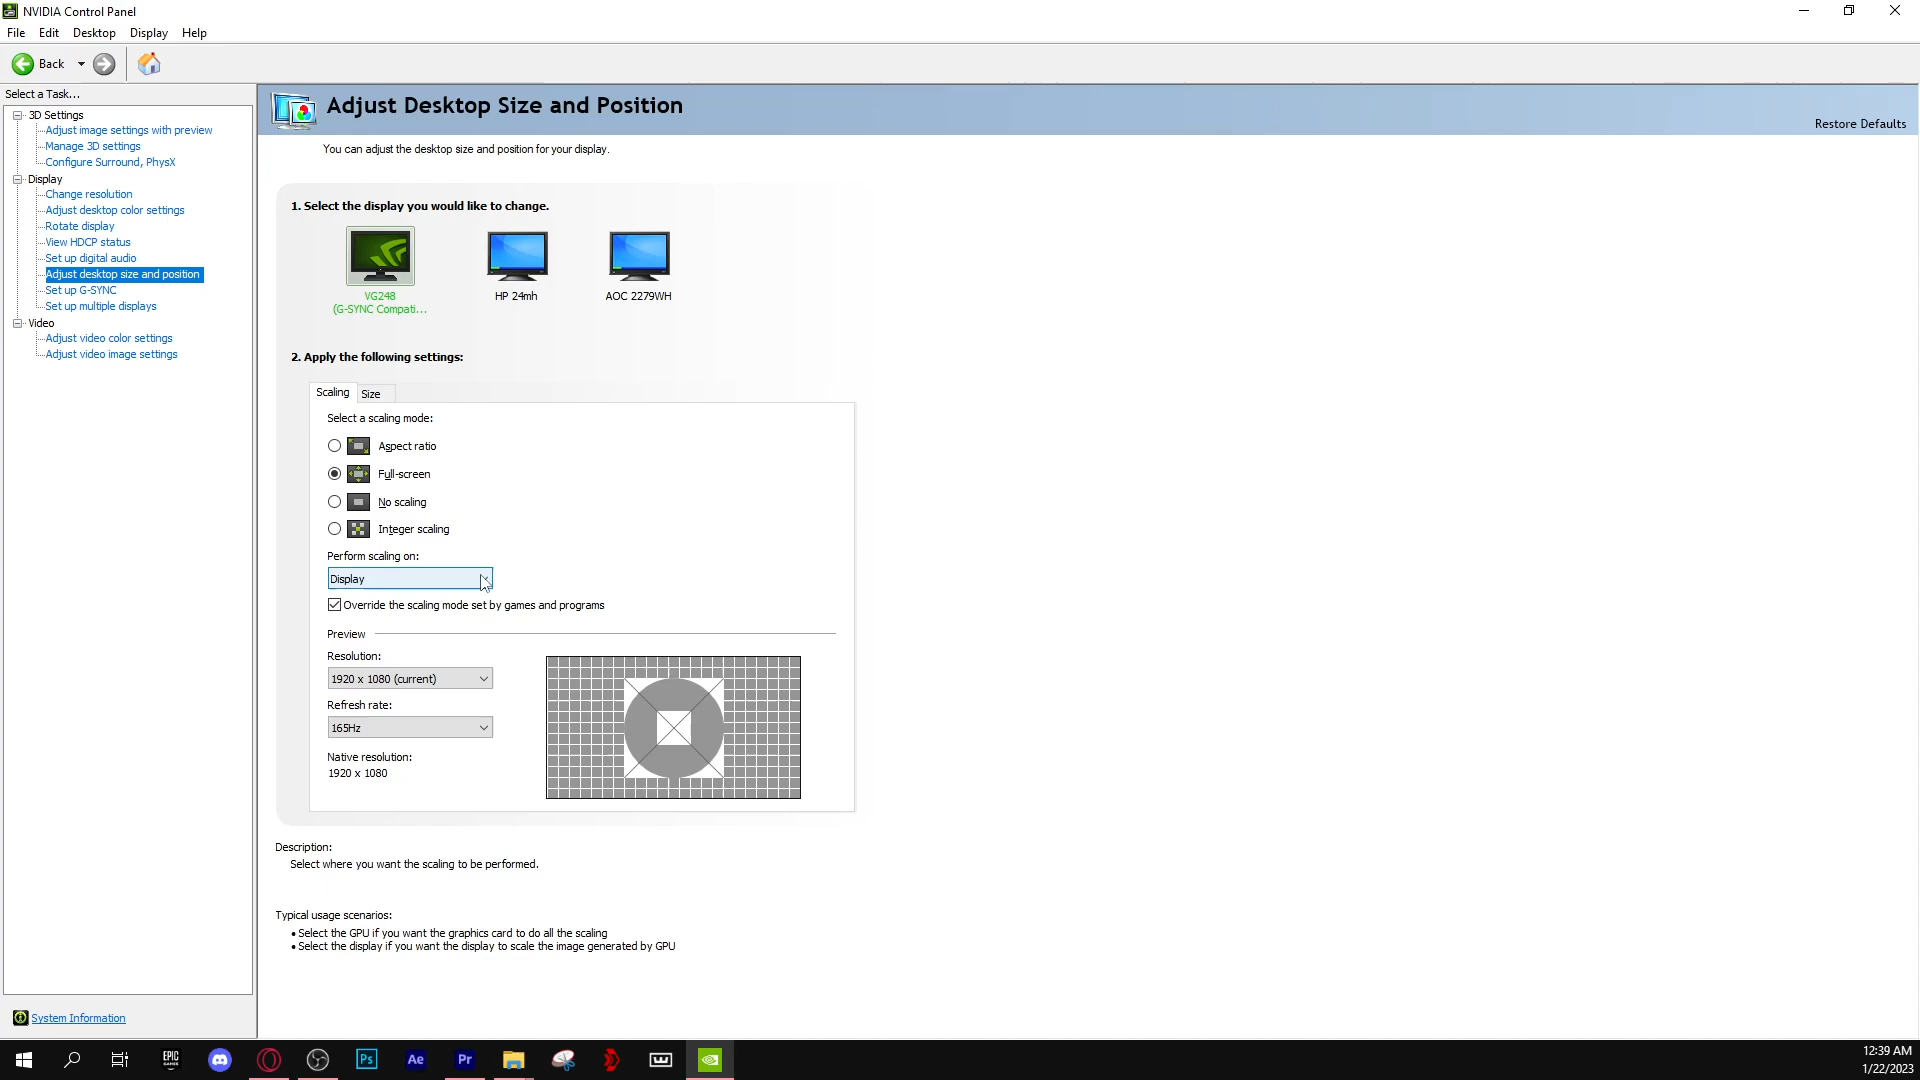 NVIDIA Control Panel
File Edit Desktop Display Help
Back
Select a Task...
3D Settings
Adjust image settings with preview
Manage 3D settings
Configure Surround, PhysX
Display
Change resolution
Adjust desktop color settings
Rotate display
View HDCP status
Set up digital audio
Adjust desktop size and position
Set up G-SYNC
Set up multiple displays
Video
Adjust video color settings
Adjust video image settings
System Information
Adjust Desktop Size and Position
Restore Defaults
You can adjust the desktop size and position for your display.
1. Select the display you would like to change.
VG248
(G-SYNC Compati...
HP 24mh
AOC 2279WH
2. Apply the following settings:
Scaling Size
Select a scaling mode:
Aspect ratio
Full-screen
No scaling
Integer scaling
Perform scaling on:
Display
Override the scaling mode set by games and programs
Preview
Resolution:
1920 x 1080 (current)
Refresh rate:
165Hz
Native resolution:
1920 x 1080
Description:
Select where you want the scaling to be performed.
Typical usage scenarios:
• Select the GPU if you want the graphics card to do all the scaling
• Select the display if you want the display to scale the image generated by GPU
EPIC
GAMES
Ps
Ae
Pr
12:39 AM
1/22/2023